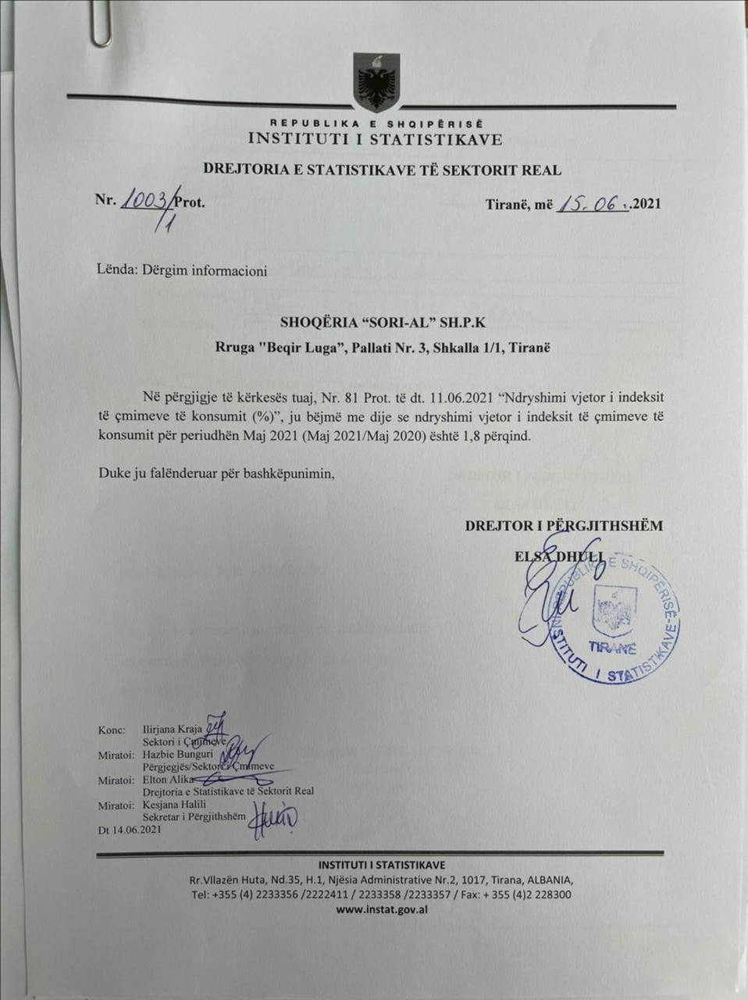 REPUBLIKA E SHQIPËRISË
INSTITUTI I STATISTIKAVE
DREJTORIA E STATISTIKAVE TË SEKTORIT REAL
Nr. 1003/1 Prot.
Tiranë, më 15.06..2021
Lënda: Dërgim informacioni
SHOQËRIA “SORI-AL” SH.P.K
Rruga "Beqir Luga”, Pallati Nr. 3, Shkalla 1/1, Tiranë
Në përgjigje të kërkesës tuaj, Nr. 81 Prot. të dt. 11.06.2021 “Ndryshimi vjetor i indeksit
të çmimeve të konsumit (%)”, ju bëjmë me dije se ndryshimi vjetor i indeksit të çmimeve të
konsumit për periudhën Maj 2021 (Maj 2021/Maj 2020) është 1,8 përqind.
Duke ju falënderuar për bashkëpunimin,
DREJTOR I PËRGJITHSHËM
ELSA DHULI
REPUBLIKA E SHQIPËRISË-
INSTITUTI I STATISTIKAVE-
TIRANË
Konc: Ilirjana Kraja
Sektori i Çmimeve
Miratoi: Hazbie Bunguri
Përgjegjës/Sektori i Çmimeve
Miratoi: Elton Alika
Drejtoria e Statistikave të Sektorit Real
Miratoi: Kesjana Halili
Sekretar i Përgjithshëm
Dt 14.06.2021
INSTITUTI I STATISTIKAVE
Rr.Vllazën Huta, Nd.35, H.1, Njësia Administrative Nr.2, 1017, Tirana, ALBANIA,
Tel: +355 (4) 2233356 /2222411 / 2233358 /2233357 / Fax: + 355 (4)2 228300
www.instat.gov.al